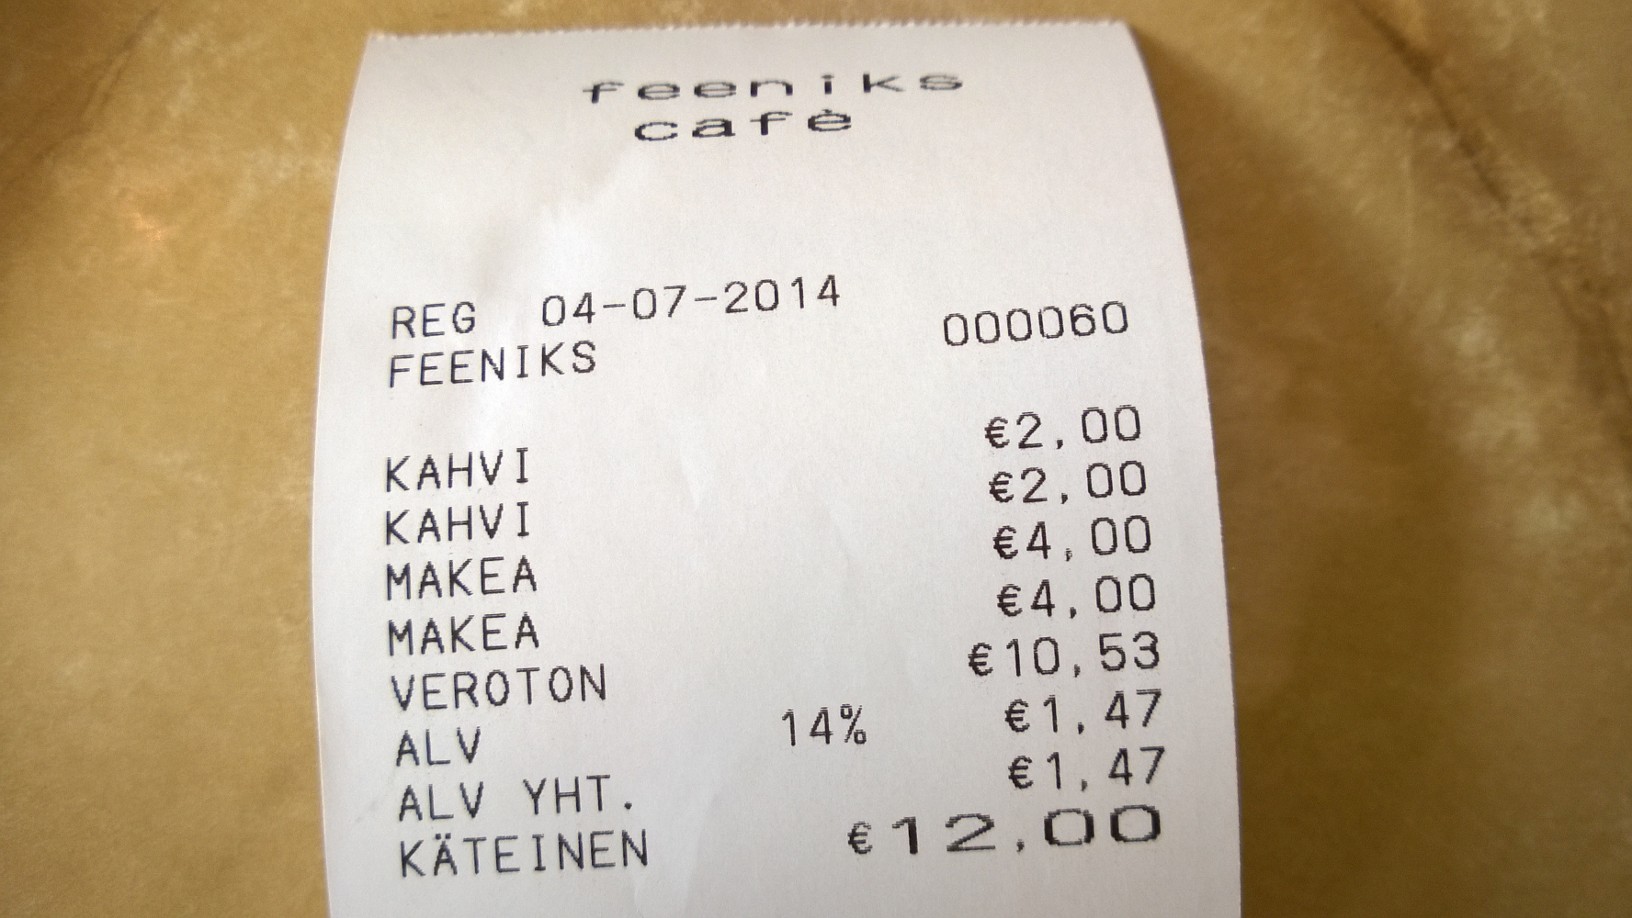 feeniks
cafè
REG 04-07-2014
FEENIKS 000060
KAHVI €2,00
KAHVI €2,00
MAKEA €4,00
MAKEA €4,00
VEROTON €10,53
ALV 14% €1,47
ALV YHT. €1,47
KÄTEINEN €12,00